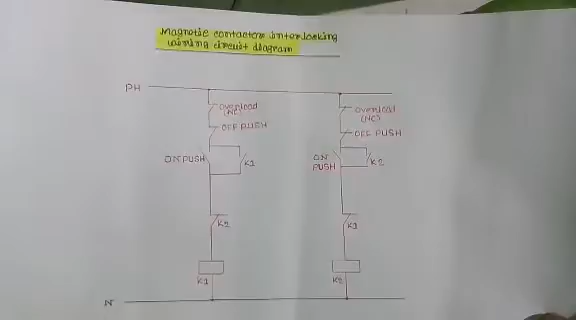 Magnetic contactor interlocking
wiring circuit diagram
PH
overload
(NC)
OFF PUSH
ON PUSH
K1
K2
K1
overload
(NC)
OFF PUSH
ON
PUSH
K2
K1
K2
N